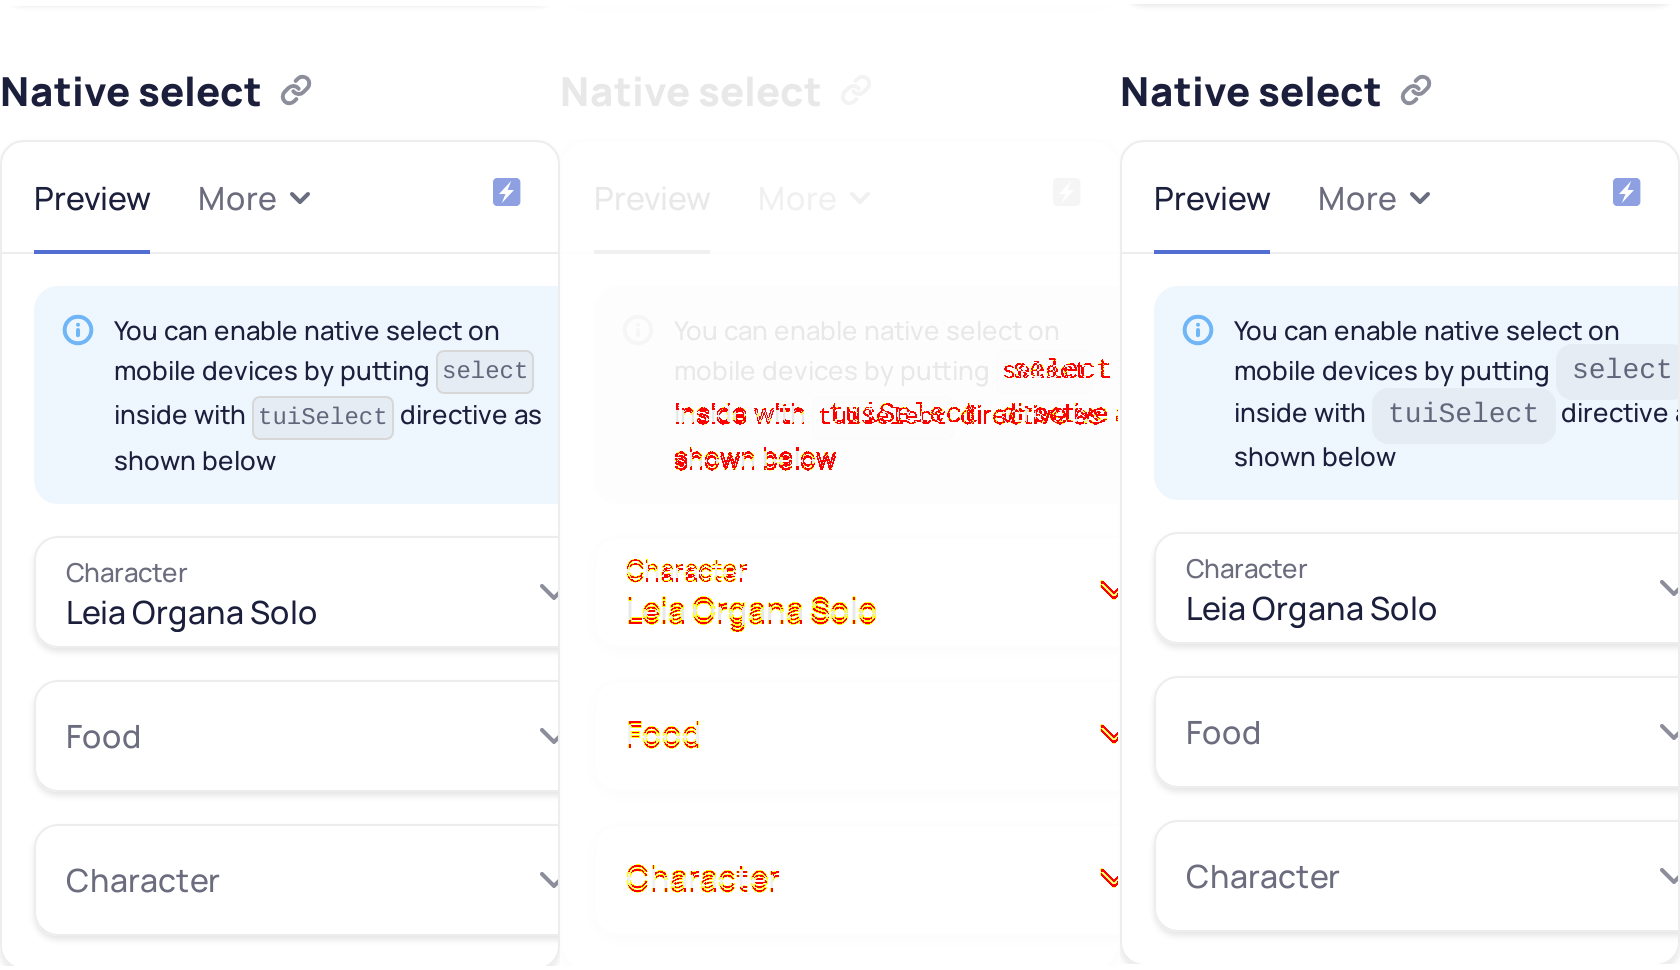 Native select
Preview More
You can enable native select on
mobile devices by putting select
inside with tuiSelect directive as
shown below
Character
Leia Organa Solo
Food
Character
Native select
Preview More
You can enable native select on
mobile devices by putting select
inside with tuiSelect directive
shown below
Character
Leia Organa Solo
Food
Character
Native select
Preview More
You can enable native select on
mobile devices by putting select
inside with tuiSelect directive
shown below
Character
Leia Organa Solo
Food
Character